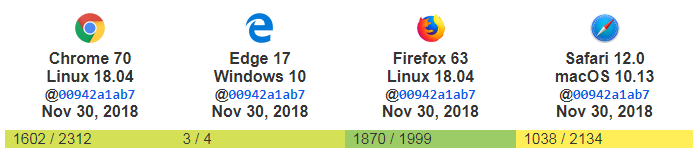 Chrome 70
Linux 18.04
@00942a1ab7
Nov 30, 2018
Edge 17
Windows 10
@00942a1ab7
Nov 30, 2018
Firefox 63
Linux 18.04
@00942a1ab7
Nov 30, 2018
Safari 12.0
macOS 10.13
@00942a1ab7
Nov 30, 2018
1602 / 2312
3 / 4
1870 / 1999
1038 / 2134